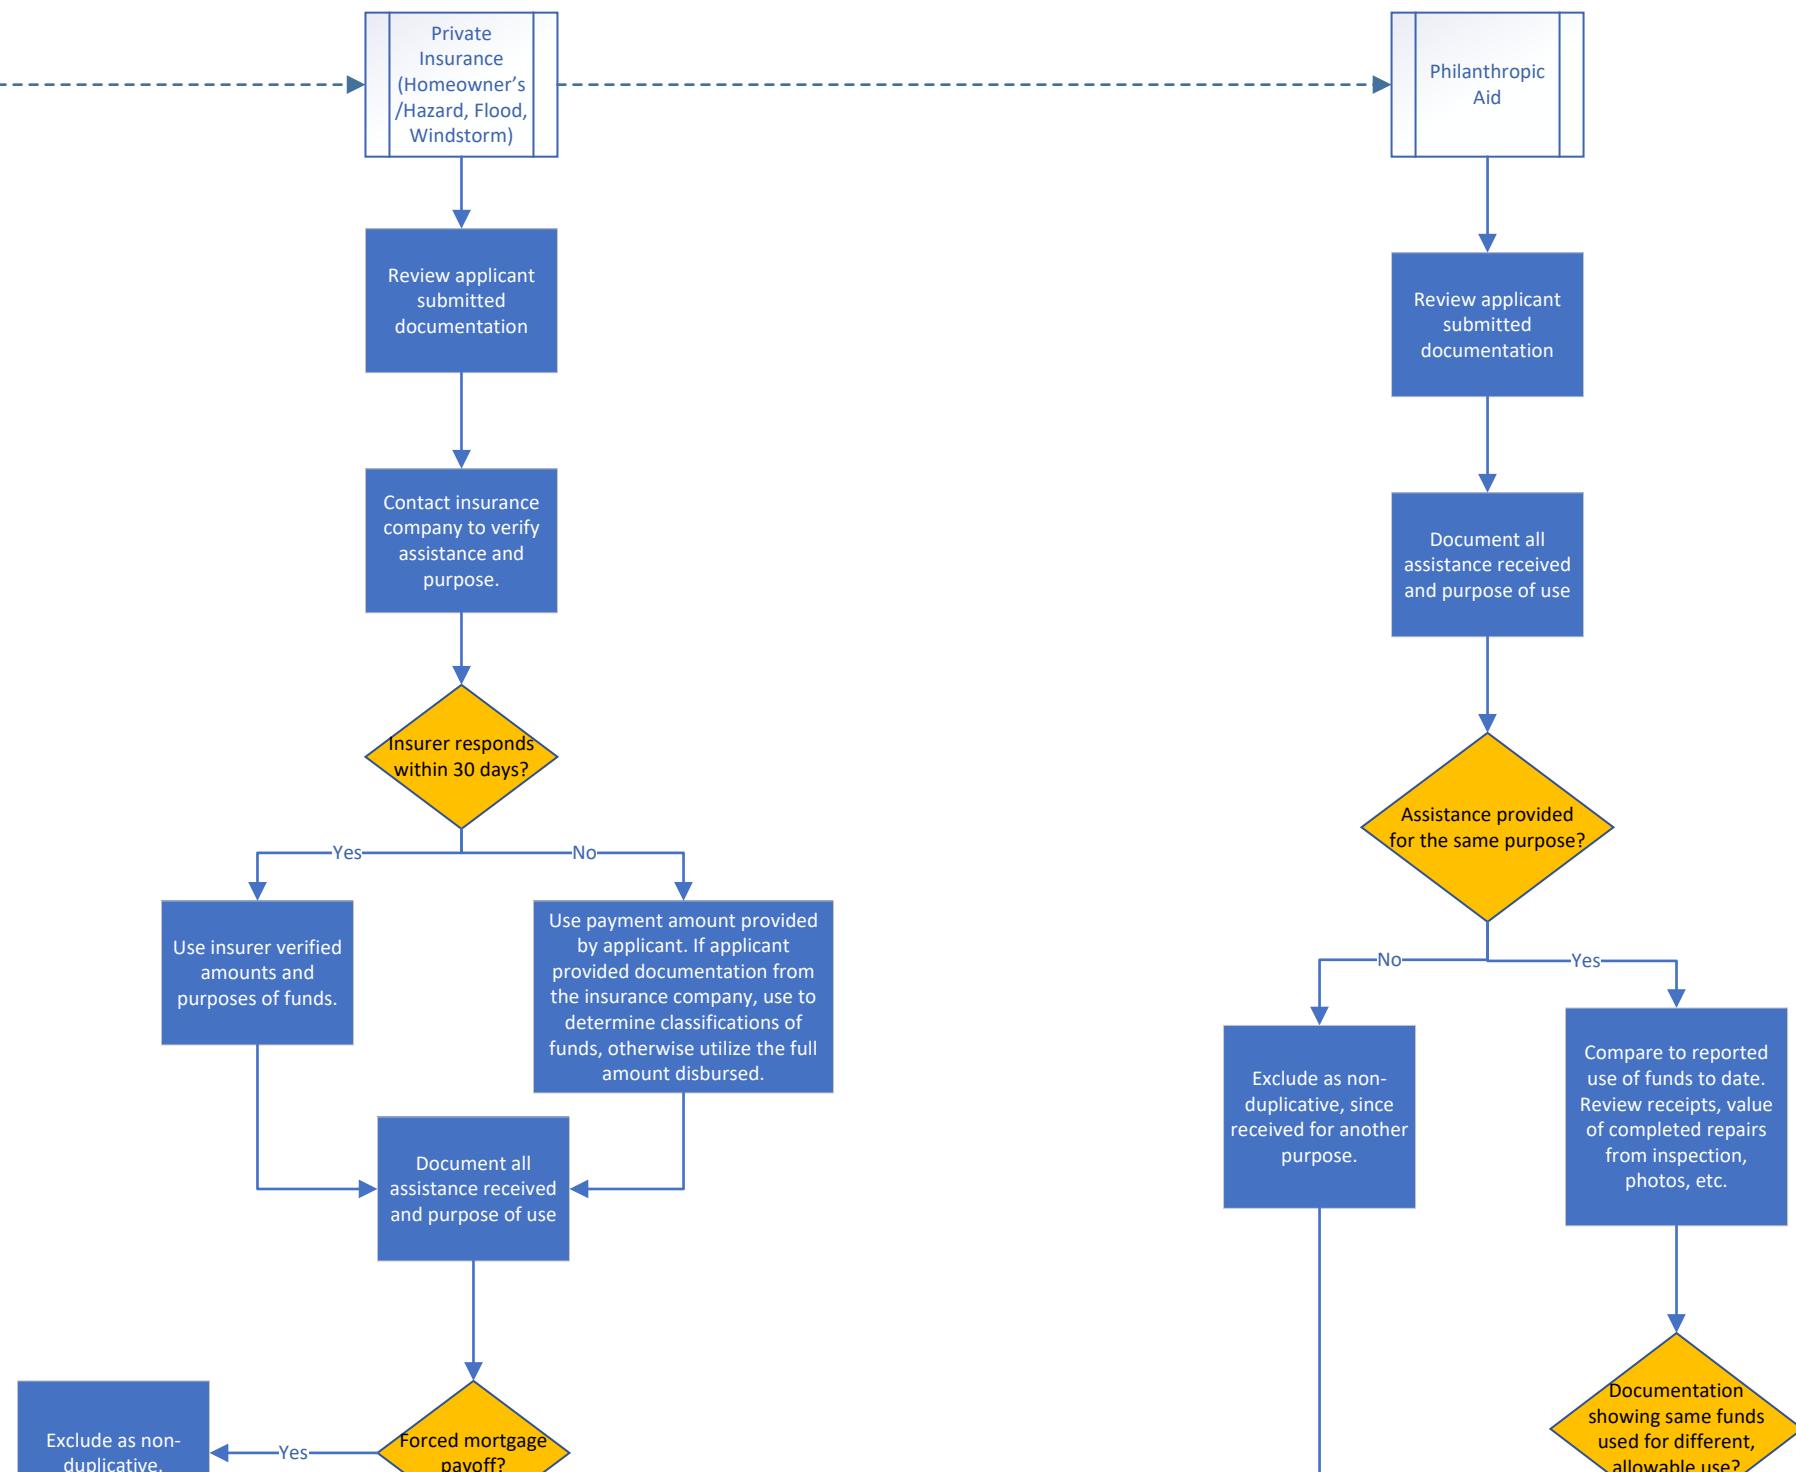 Private
Insurance
(Homeowner's
/Hazard, Flood,
Windstorm)
Review applicant
submitted
documentation
Contact insurance
company to verify
assistance and
purpose.
Insurer responds
within 30 days?
Yes
No
Use insurer verified
amounts and
purposes of funds.
Use payment amount provided
by applicant. If applicant
provided documentation from
the insurance company, use to
determine classifications of
funds, otherwise utilize the full
amount disbursed.
Document all
assistance received
and purpose of use
Forced mortgage
payoff?
Yes
Exclude as non-
duplicative.
Philanthropic
Aid
Review applicant
submitted
documentation
Document all
assistance received
and purpose of use
Assistance provided
for the same purpose?
No
Yes
Exclude as non-
duplicative, since
received for another
purpose.
Compare to reported
use of funds to date.
Review receipts, value
of completed repairs
from inspection,
photos, etc.
Documentation
showing same funds
used for different,
allowable use?